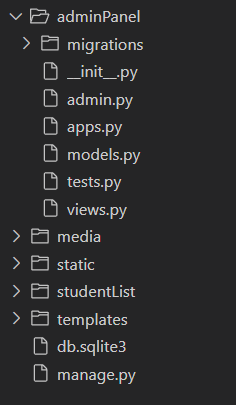 adminPanel
migrations
__init__.py
admin.py
apps.py
models.py
tests.py
views.py
media
static
studentList
templates
db.sqlite3
manage.py